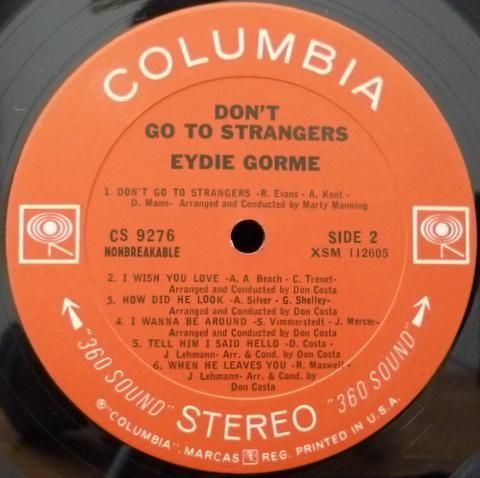 COLUMBIA
DON'T
GO TO STRANGERS
EYDIE GORME
1. DON'T GO TO STRANGERS -R. Evans - A. Kent -
D. Mann- Arranged and Conducted by Marty Manning
CS 9276
NONBREAKABLE
SIDE 2
XSM 112605
2. I WISH YOU LOVE -A. A Beach - C. Trenet-
Arranged and Conducted by Don Costa
3. HOW DID HE LOOK -A. Silver - G. Shelley-
Arranged and Conducted by Don Costa
4. I WANNA BE AROUND -S. Vimmerstedt - J. Mercer-
Arranged and Conducted by Don Costa
5. TELL HIM I SAID HELLO -D. Costa -
J Lehmann- Arr. & Cond. by Don Costa
6. WHEN HE LEAVES YOU -R. Maxwell -
J. Lehmann- Arr. & Cond. by
Don Costa
"360 SOUND" STEREO "360 SOUND"
℗"COLUMBIA", MARCAS REG. PRINTED IN U.S.A.